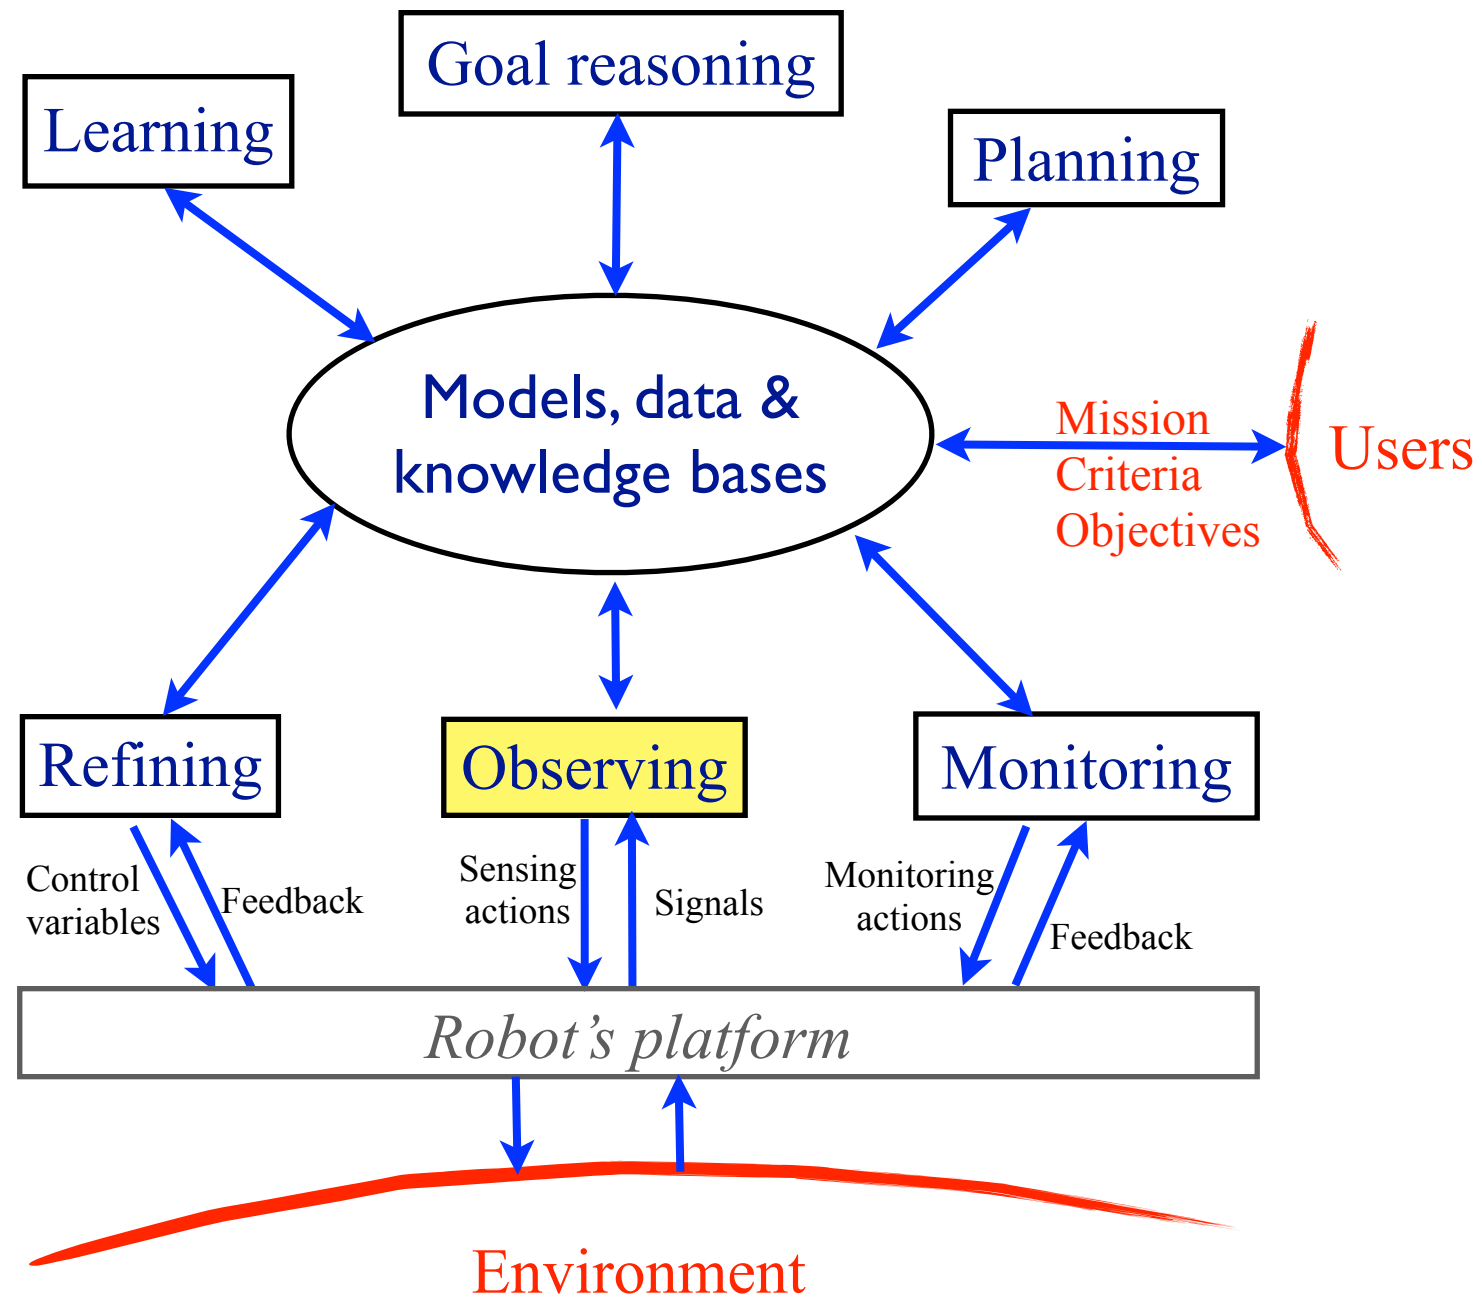 Goal reasoning
Learning
Planning
Models, data &
knowledge bases
Mission
Criteria
Objectives
Users
Refining
Observing
Monitoring
Control
variables
Feedback
Sensing
actions
Signals
Monitoring
actions
Feedback
Robot’s platform
Environment